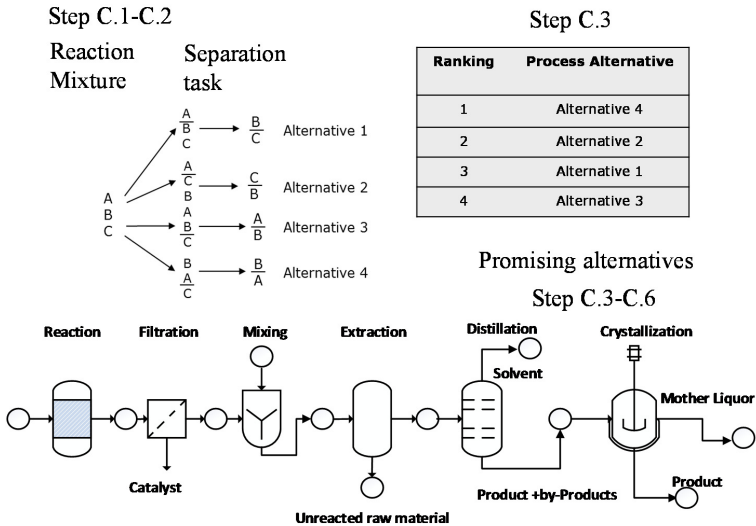 Step C.1-C.2
Reaction
Mixture
Separation
task
A
B
C
A
B
C
B
C
Alternative 1
A
C
B
C
B
Alternative 2
A
B
C
A
B
Alternative 3
B
A
C
B
A
Alternative 4
Step C.3
Ranking Process Alternative
1 Alternative 4
2 Alternative 2
3 Alternative 1
4 Alternative 3
Promising alternatives
Step C.3-C.6
Reaction
Filtration
Mixing
Extraction
Distillation
Crystallization
Solvent
Mother Liquor
Catalyst
Unreacted raw material
Product +by-Products
Product